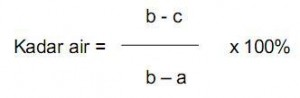 b - c
Kadar air = x 100%
b – a